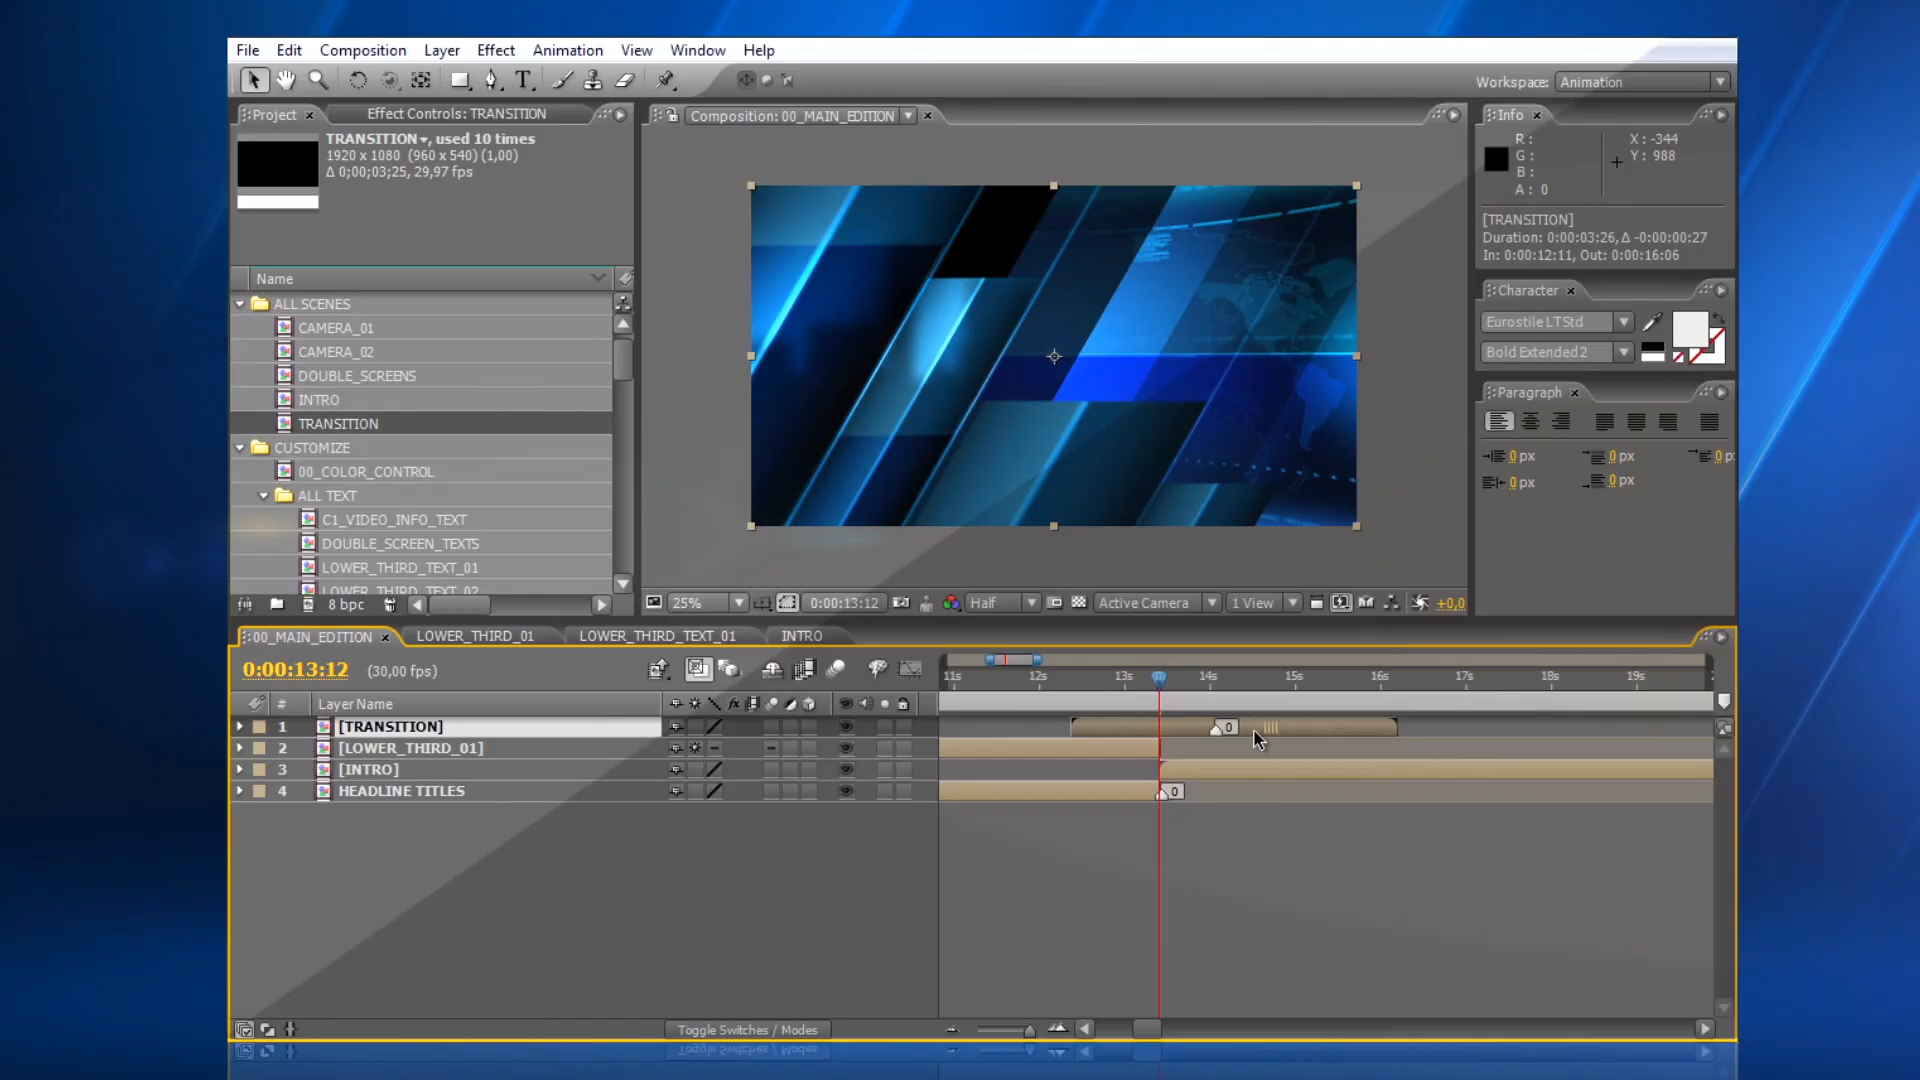 File Edit Composition Layer Effect Animation View Window Help
Workspace: Animation
Project
Effect Controls: TRANSITION
TRANSITION, used 10 times
1920 x 1080 (960 x 540) (1,00)
Δ 0;00;03;25, 29,97 fps
Name
ALL SCENES
CAMERA_01
CAMERA_02
DOUBLE_SCREENS
INTRO
TRANSITION
CUSTOMIZE
00_COLOR_CONTROL
ALL TEXT
C1_VIDEO_INFO_TEXT
DOUBLE_SCREEN_TEXTS
LOWER_THIRD_TEXT_01
LOWER_THIRD_TEXT_02
8 bpc
Composition: 00_MAIN_EDITION
25% 0:00:13:12 Half Active Camera 1 View +0,0
Info
R :
G :
B :
A : 0
X : -344
Y : 988
[TRANSITION]
Duration: 0:00:03:26, Δ -0:00:00:27
In: 0:00:12:11, Out: 0:00:16:06
Character
Eurostile LT Std
Bold Extended 2
Paragraph
0 px 0 px 0 p
0 px 0 px
00_MAIN_EDITION LOWER_THIRD_01 LOWER_THIRD_TEXT_01 INTRO
0:00:13:12 (30,00 fps)
11s 12s 13s 14s 15s 16s 17s 18s 19s
# Layer Name
1 [TRANSITION] 0
2 [LOWER_THIRD_01]
3 [INTRO]
4 HEADLINE TITLES 0
Toggle Switches / Modes